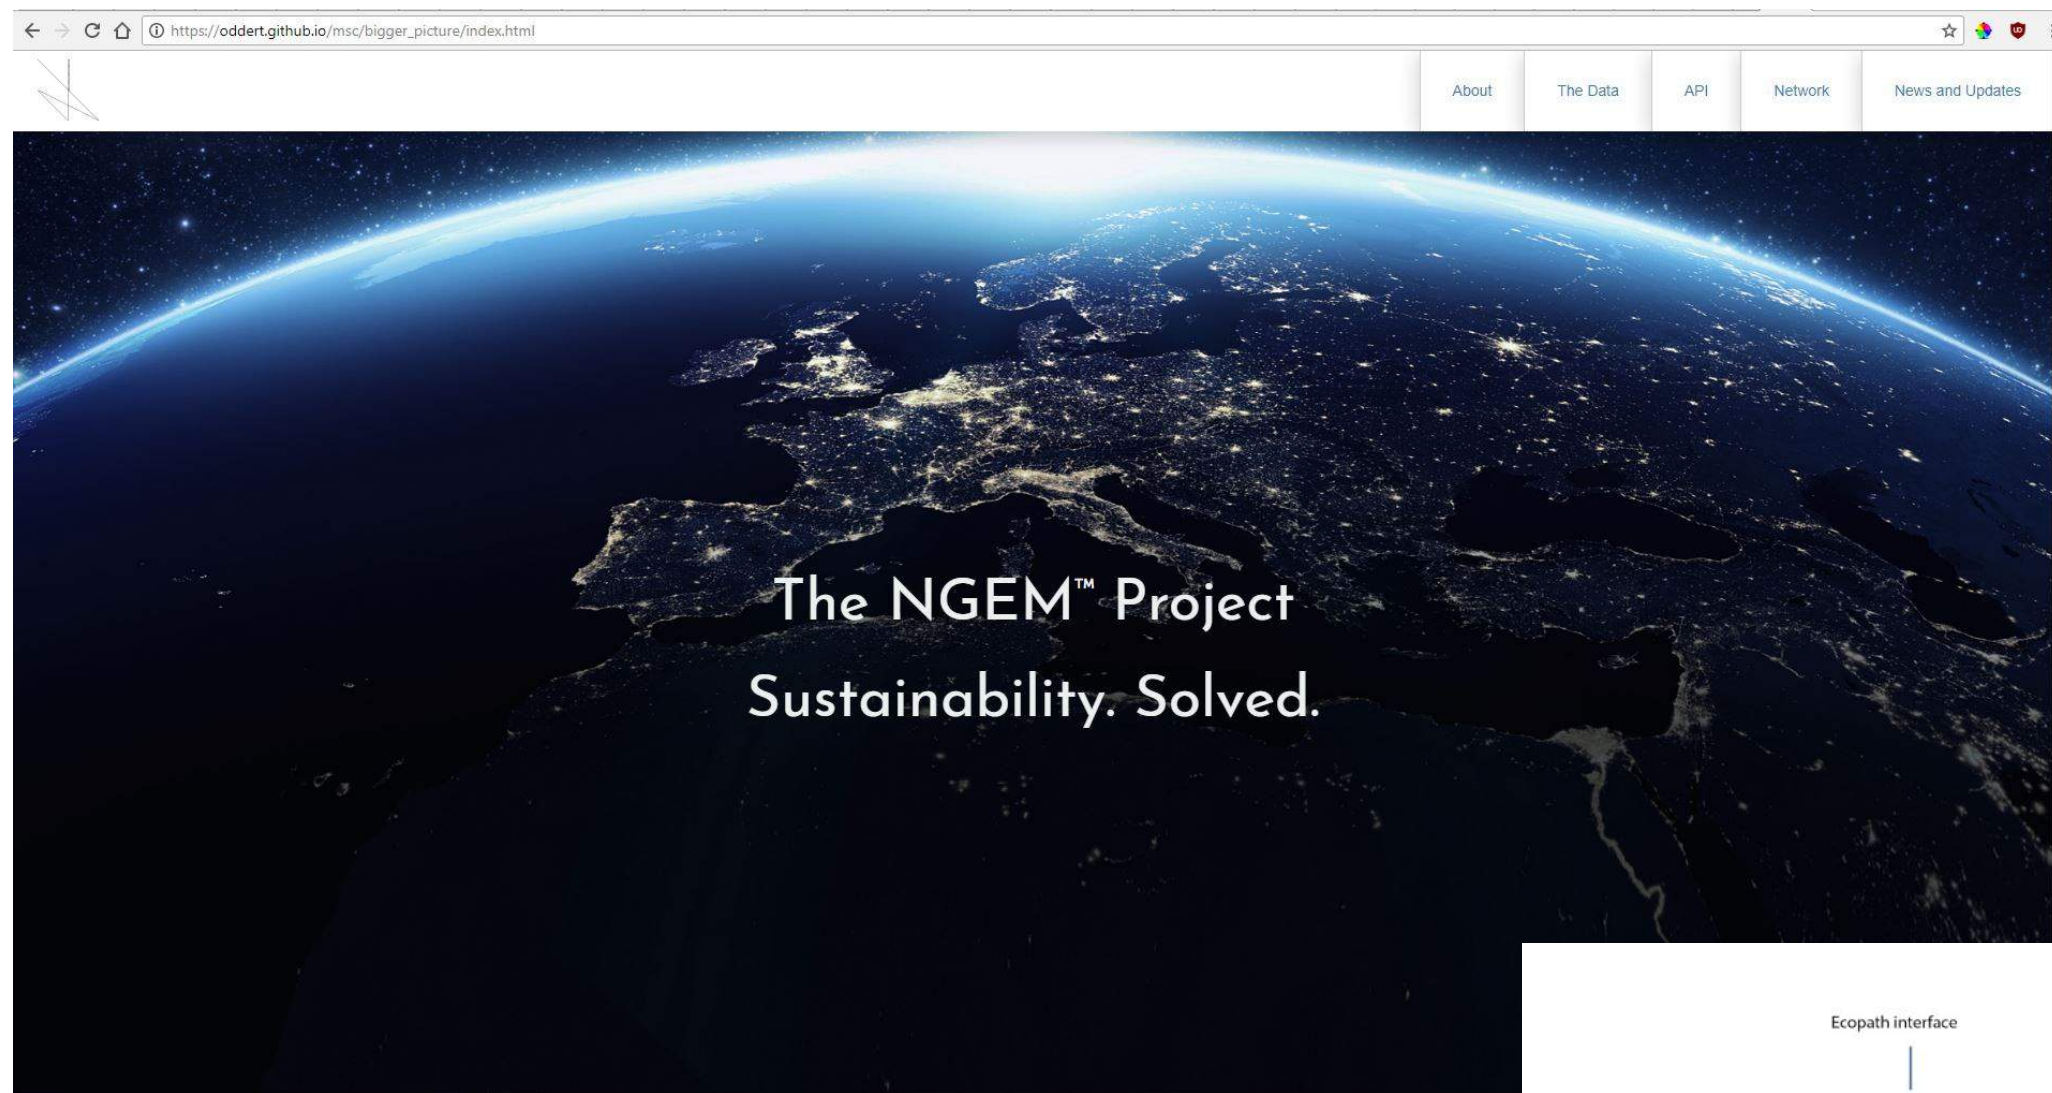 https://oddert.github.io/msc/bigger_picture/index.html
About
The Data
API
Network
News and Updates
The NGEM™ Project
Sustainability. Solved.
Ecopath interface